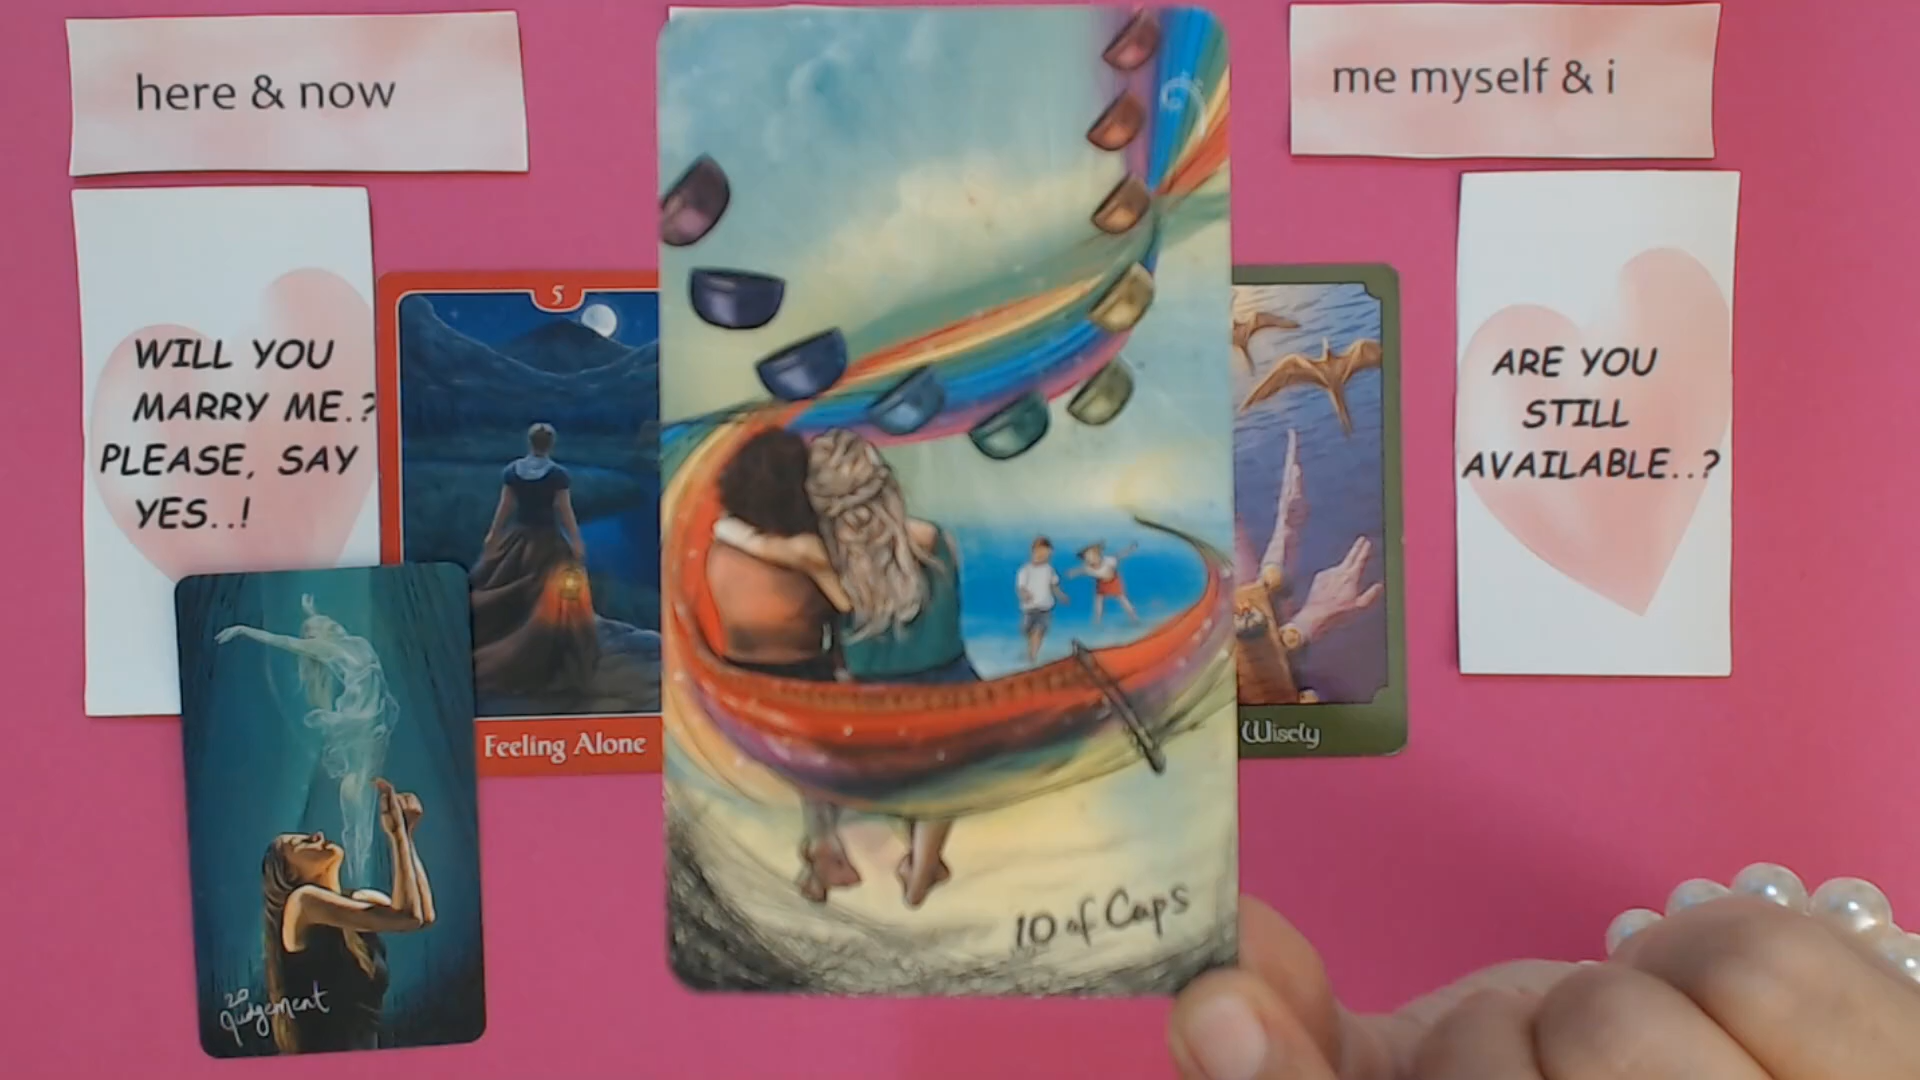 here & now
me myself & i
WILL YOU
MARRY ME.?
PLEASE, SAY
YES..!
5
ARE YOU
STILL
AVAILABLE..?
Feeling Alone
Wisely
10 of Cups
20
Judgement